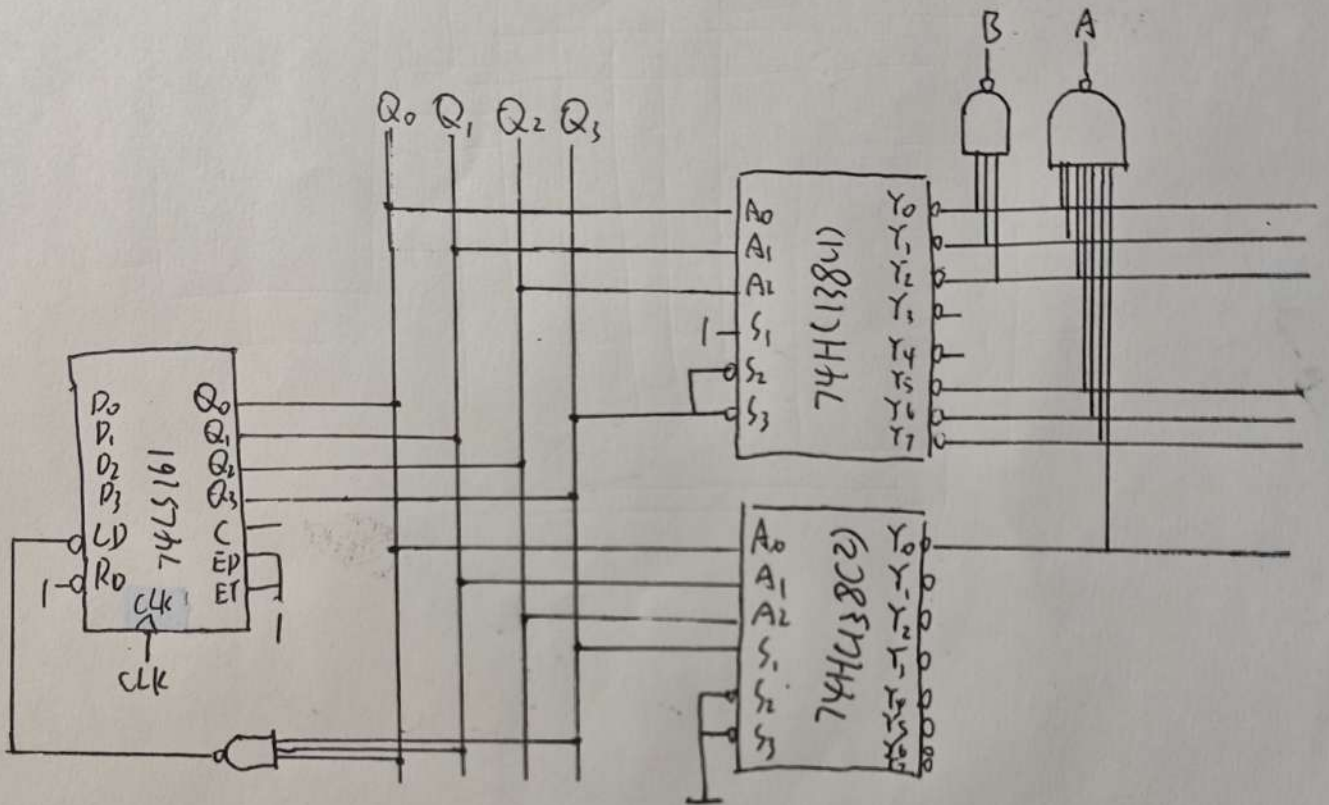 B A
Q0 Q1 Q2 Q3
A0 Y0
A1 Y1
A2 Y2
1 S1 Y3
S2 Y4
S3 Y5
Y6
Y7
74HC138(1)
D0 Q0
D1 Q1
D2 Q2
D3 Q3
LD C
1 RD EP
ET
CLK
1
CLK
74LS161
A0 Y0
A1 Y1
A2 Y2
S1 Y3
S2 Y4
S3 Y5
Y6
74HC138(2)